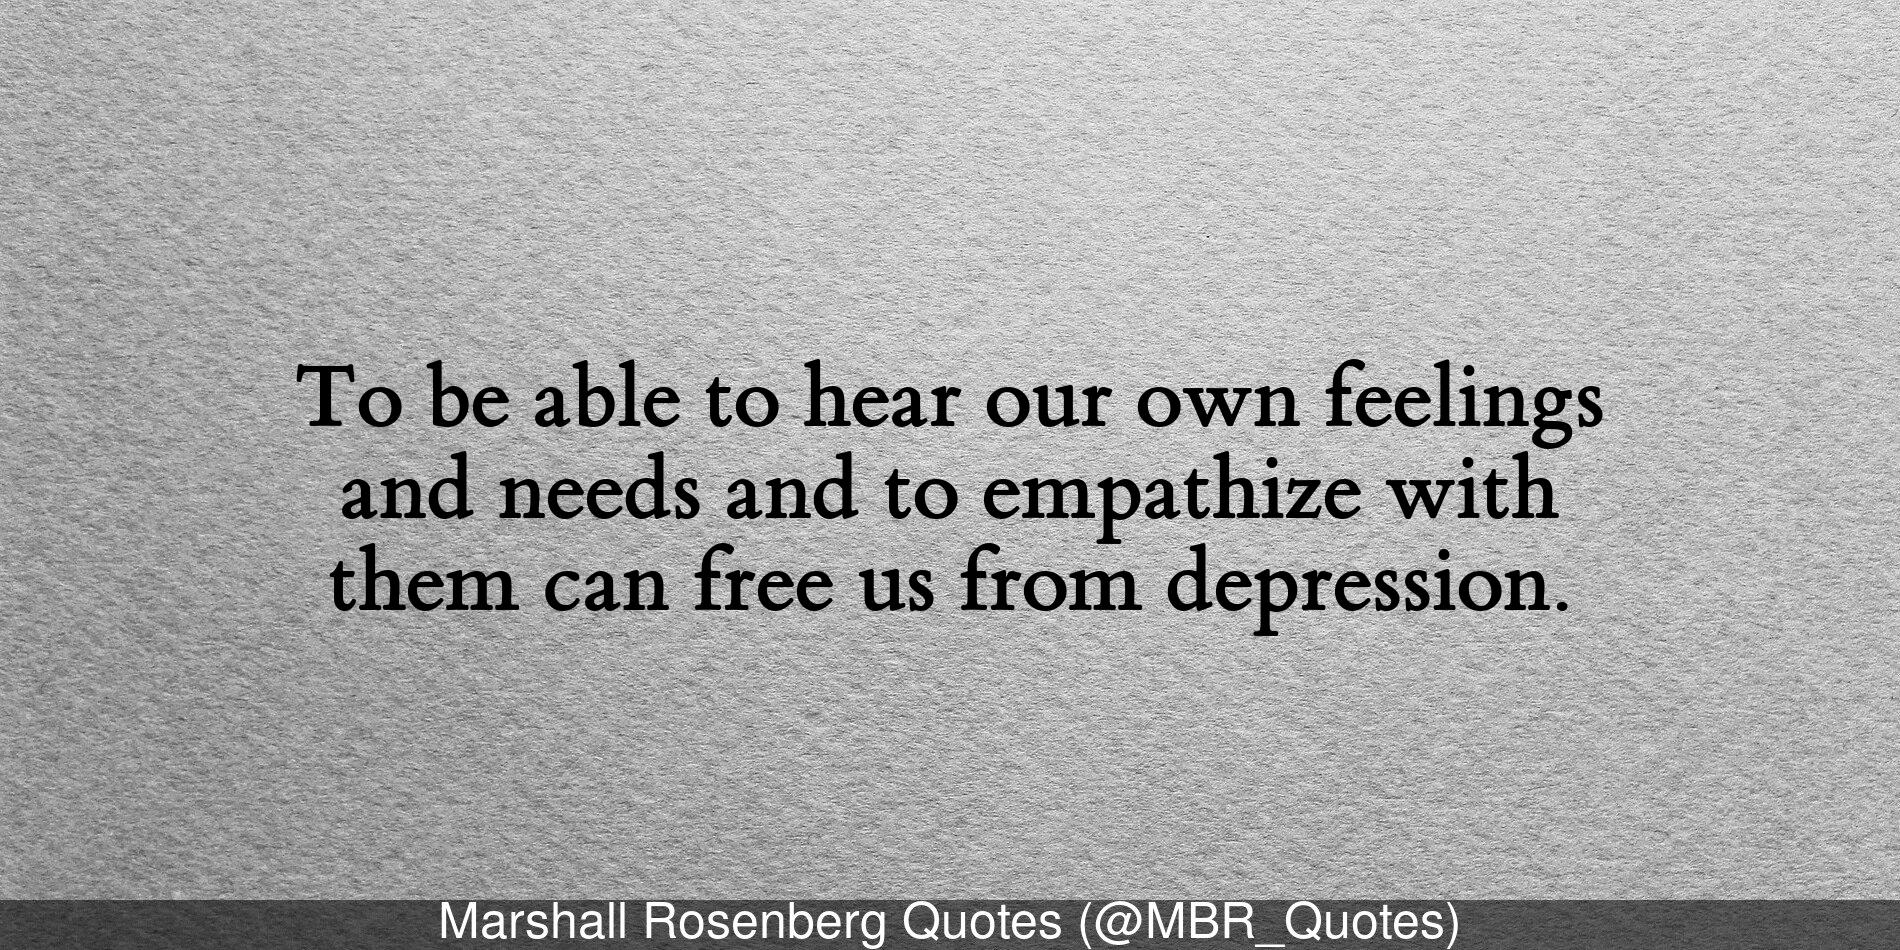 To be able to hear our own feelings
and needs and to empathize with
them can free us from depression.
Marshall Rosenberg Quotes (@MBR_Quotes)